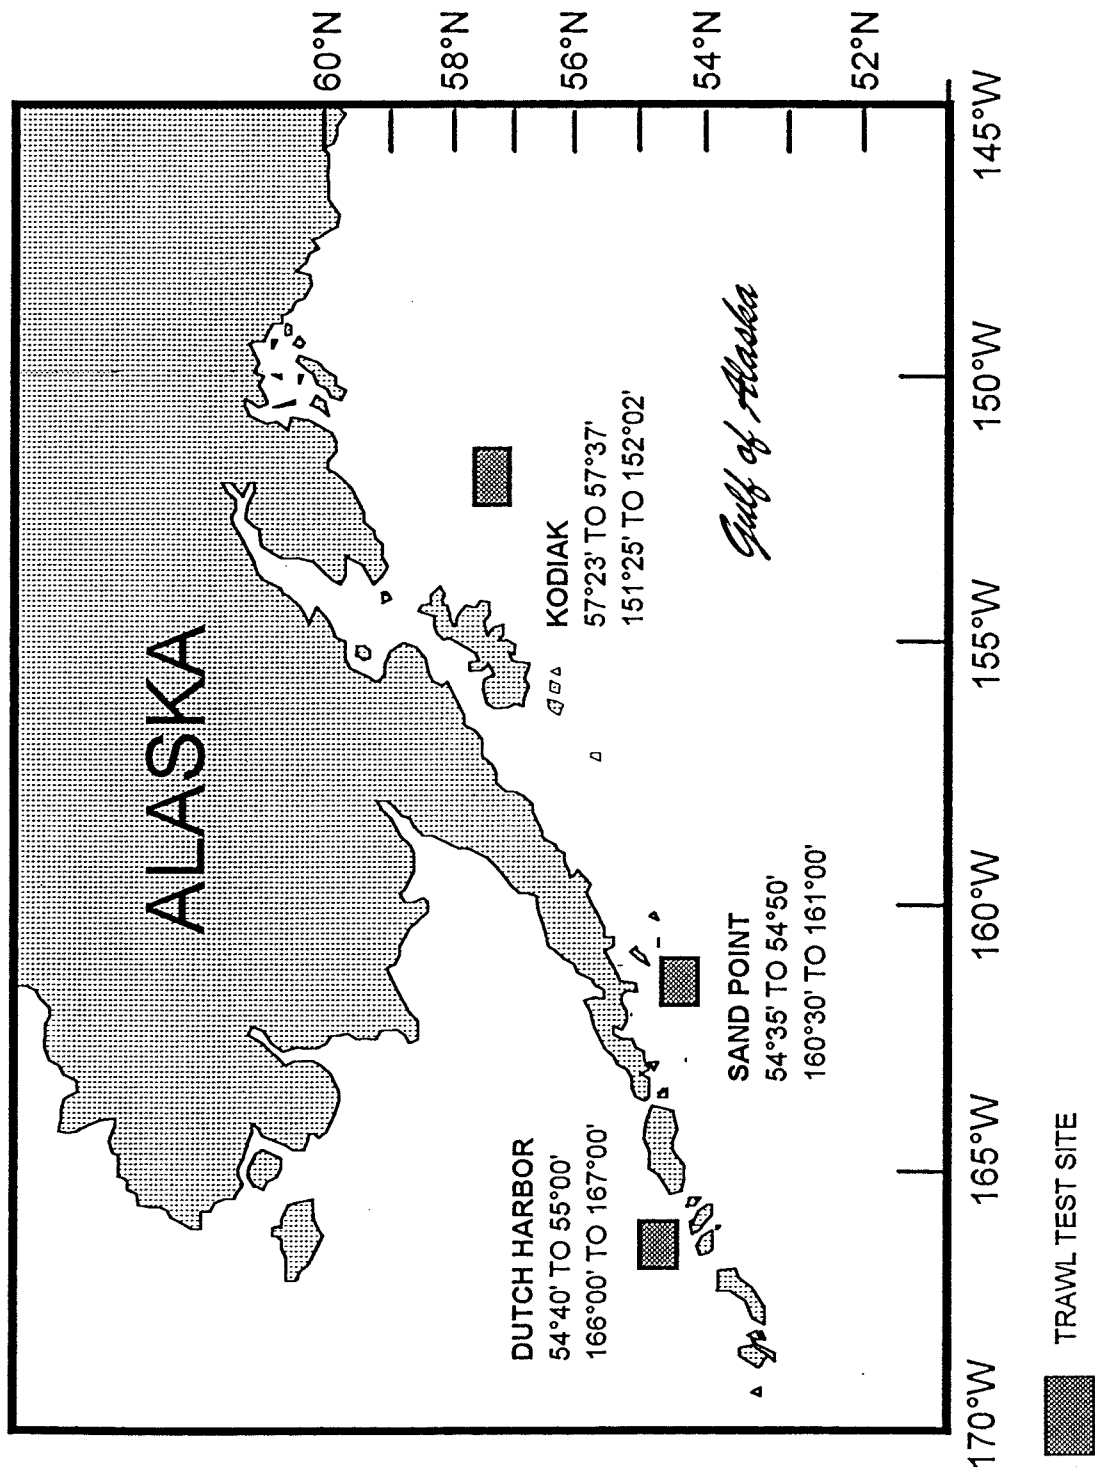 ALASKA
60°N
58°N
56°N
54°N
52°N
KODIAK
57°23' TO 57°37'
151°25' TO 152°02'
Gulf of Alaska
DUTCH HARBOR
54°40' TO 55°00'
166°00' TO 167°00'
SAND POINT
54°35' TO 54°50'
160°30' TO 161°00'
170°W
165°W
160°W
155°W
150°W
145°W
TRAWL TEST SITE